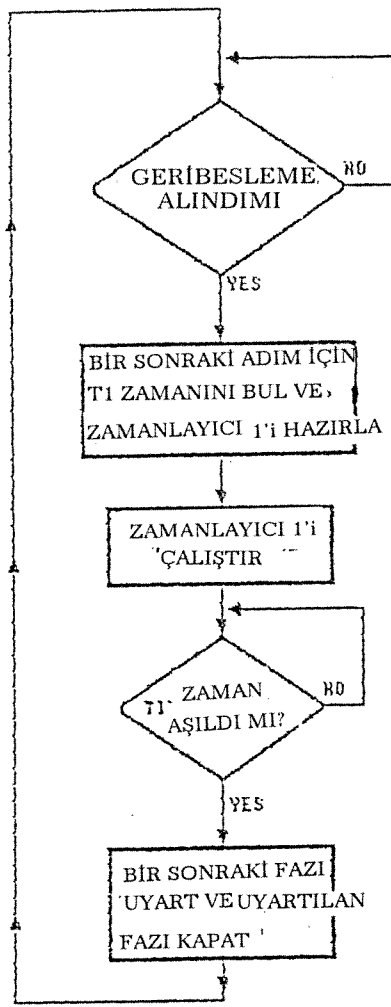 GERİBESLEME
ALINDIMI
NO
YES
BİR SONRAKİ ADIM İÇİN
T1 ZAMANINI BUL VE,
ZAMANLAYICI 1'i HAZIRLA
ZAMANLAYICI 1'i
ÇALIŞTIR
T1 ZAMAN
AŞILDI MI?
NO
YES
BİR SONRAKİ FAZI
UYART VE UYARTILAN
FAZI KAPAT